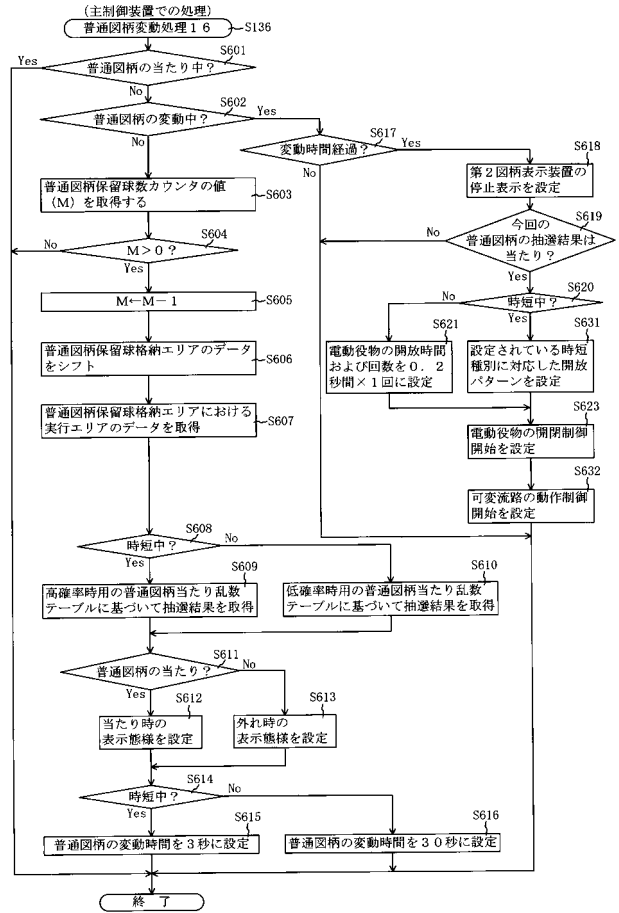 (主制御装置での処理)
普通図柄変動処理16
S136
S601
Yes
普通図柄の当たり中？
No
S602
普通図柄の変動中？
Yes
No
S617
変動時間経過？
Yes
No
S618
第2図柄表示装置の
停止表示を設定
S603
普通図柄保留球数カウンタの値
(M) を取得する
S619
今回の
普通図柄の抽選結果は
当たり？
No
Yes
S604
M＞0？
No
Yes
S620
時短中？
No
Yes
S605
M←M－1
S621
電動役物の開放時間
および回数を0．2
秒間×1回に設定
S631
設定されている時短
種別に対応した開放
パターンを設定
S606
普通図柄保留球格納エリアのデータ
をシフト
S607
普通図柄保留球格納エリアにおける
実行エリアのデータを取得
S623
電動役物の開閉制御
開始を設定
S632
可変流路の動作制御
開始を設定
S608
時短中？
No
Yes
S609
高確率時用の普通図柄当たり乱数
テーブルに基づいて抽選結果を取得
S610
低確率時用の普通図柄当たり乱数
テーブルに基づいて抽選結果を取得
S611
普通図柄の当たり？
No
Yes
S612
当たり時の
表示態様を設定
S613
外れ時の
表示態様を設定
S614
時短中？
No
Yes
S615
普通図柄の変動時間を3秒に設定
S616
普通図柄の変動時間を30秒に設定
終 了